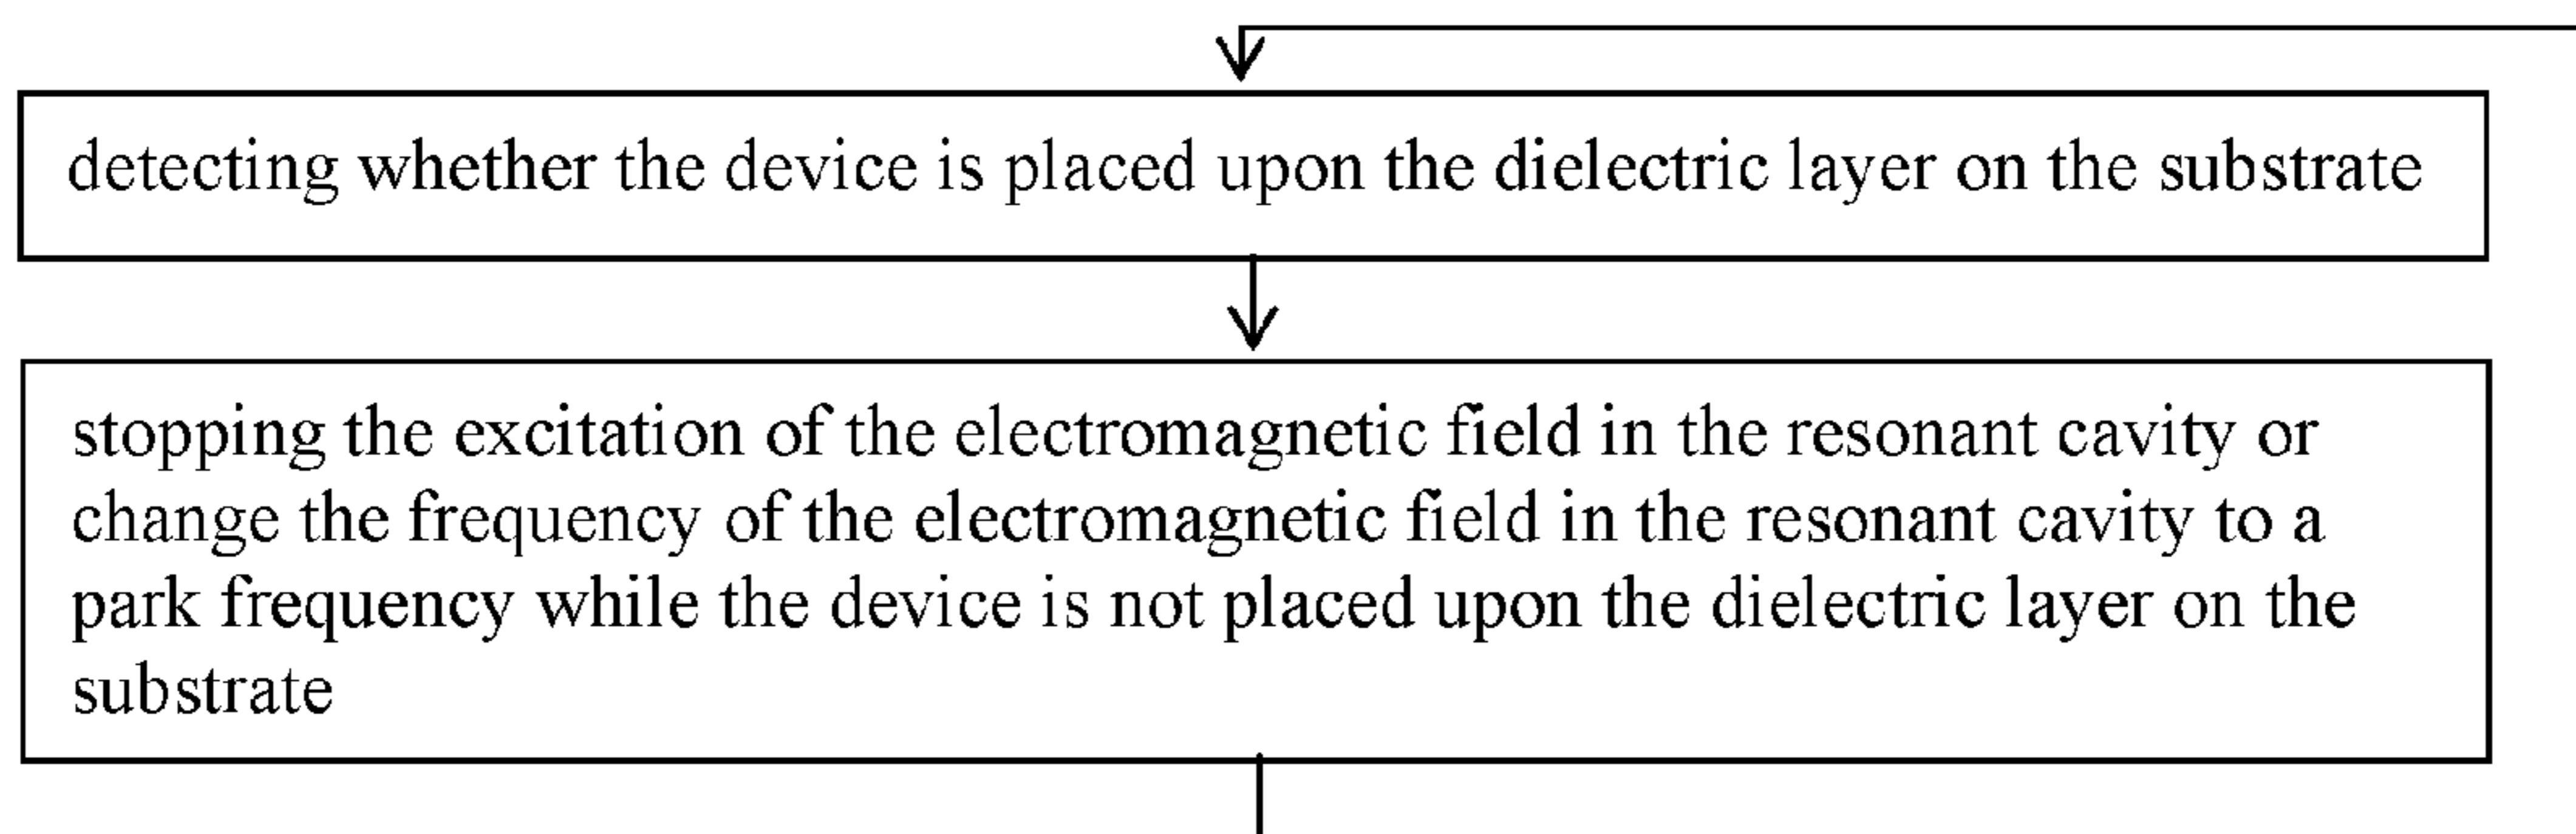 detecting whether the device is placed upon the dielectric layer on the substrate
stopping the excitation of the electromagnetic field in the resonant cavity or
change the frequency of the electromagnetic field in the resonant cavity to a
park frequency while the device is not placed upon the dielectric layer on the
substrate